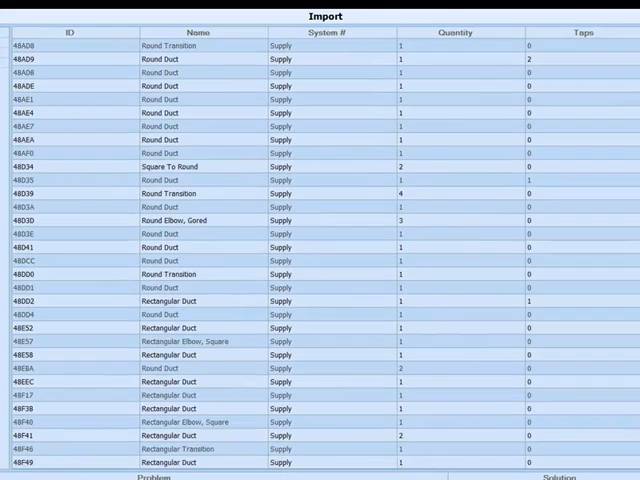 Import
ID Name System # Quantity Taps
48AD8 Round Transition Supply 1 0
48AD9 Round Duct Supply 1 2
48ADB Round Duct Supply 1 0
48ADE Round Duct Supply 1 0
48AE1 Round Duct Supply 1 0
48AE4 Round Duct Supply 1 0
48AE7 Round Duct Supply 1 0
48AEA Round Duct Supply 1 0
48AF0 Round Duct Supply 1 0
48D34 Square To Round Supply 2 0
48D35 Round Duct Supply 1 1
48D39 Round Transition Supply 4 0
48D3A Round Duct Supply 1 0
48D3D Round Elbow, Gored Supply 3 0
48D3E Round Duct Supply 1 0
48D41 Round Duct Supply 1 0
48DCC Round Duct Supply 1 0
48DD0 Round Transition Supply 1 0
48DD1 Round Duct Supply 1 0
48DD2 Rectangular Duct Supply 1 1
48DD4 Round Duct Supply 1 0
48E52 Rectangular Duct Supply 1 0
48E57 Rectangular Elbow, Square Supply 1 0
48E58 Rectangular Duct Supply 1 0
48EBA Round Duct Supply 2 0
48EEC Rectangular Duct Supply 1 0
48F17 Rectangular Duct Supply 1 0
48F3B Rectangular Duct Supply 1 0
48F40 Rectangular Elbow, Square Supply 1 0
48F41 Rectangular Duct Supply 2 0
48F46 Rectangular Transition Supply 1 0
48F49 Rectangular Duct Supply 1 0
Problem Solution